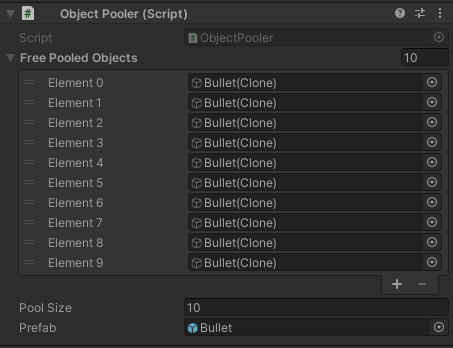 Object Pooler (Script)
Script ObjectPooler
Free Pooled Objects 10
Element 0 Bullet(Clone)
Element 1 Bullet(Clone)
Element 2 Bullet(Clone)
Element 3 Bullet(Clone)
Element 4 Bullet(Clone)
Element 5 Bullet(Clone)
Element 6 Bullet(Clone)
Element 7 Bullet(Clone)
Element 8 Bullet(Clone)
Element 9 Bullet(Clone)
Pool Size 10
Prefab Bullet